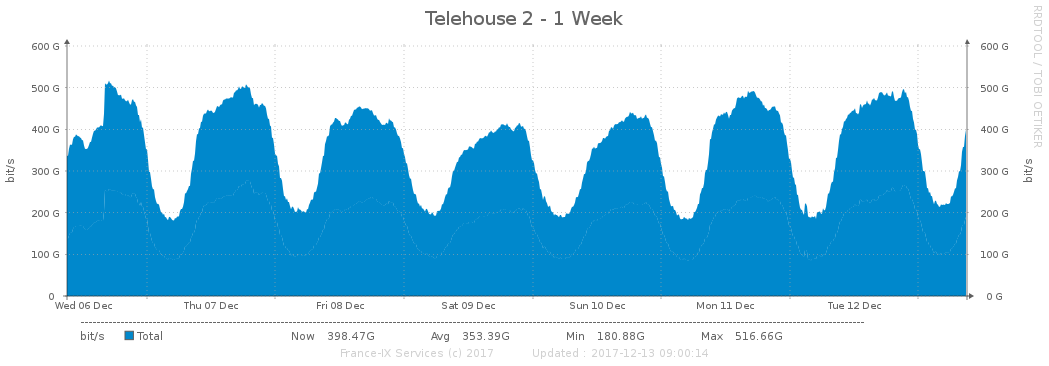 Telehouse 2 - 1 Week
RRDTOOL / TOBI OETIKER
bit/s
600 G 600 G
500 G 500 G
400 G 400 G
300 G 300 G
200 G 200 G
100 G 100 G
0 0 G
bit/s
Wed 06 Dec Thu 07 Dec Fri 08 Dec Sat 09 Dec Sun 10 Dec Mon 11 Dec Tue 12 Dec
bit/s Total Now 398.47G Avg 353.39G Min 180.88G Max 516.66G
France-IX Services (c) 2017 Updated : 2017-12-13 09:00:14